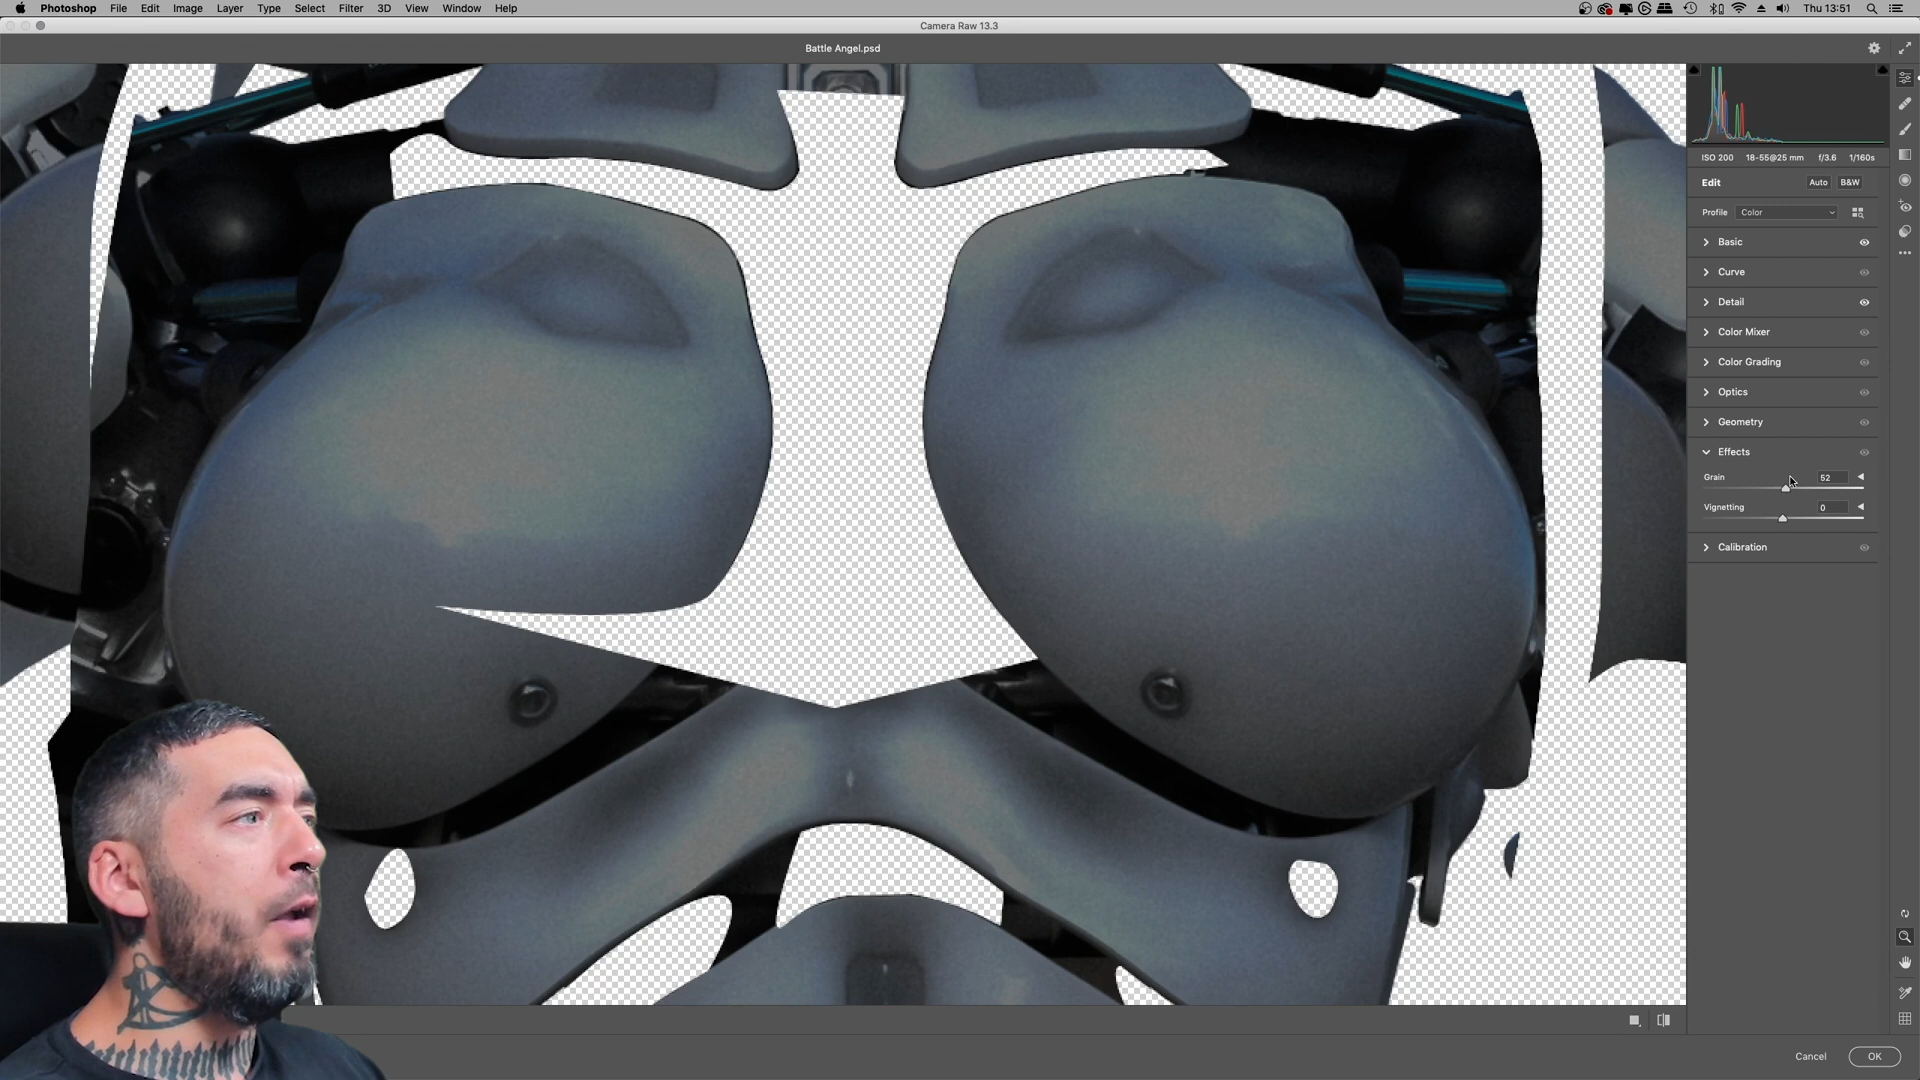 Photoshop File Edit Image Layer Type Select Filter 3D View Window Help Thu 13:51
Camera Raw 13.3
Battle Angel.psd
ISO 200 18-55@25 mm f/3.6 1/160s
Edit Auto B&W
Profile Color
Basic
Curve
Detail
Color Mixer
Color Grading
Optics
Geometry
Effects
Grain 52
Vignetting 0
Calibration
Cancel OK